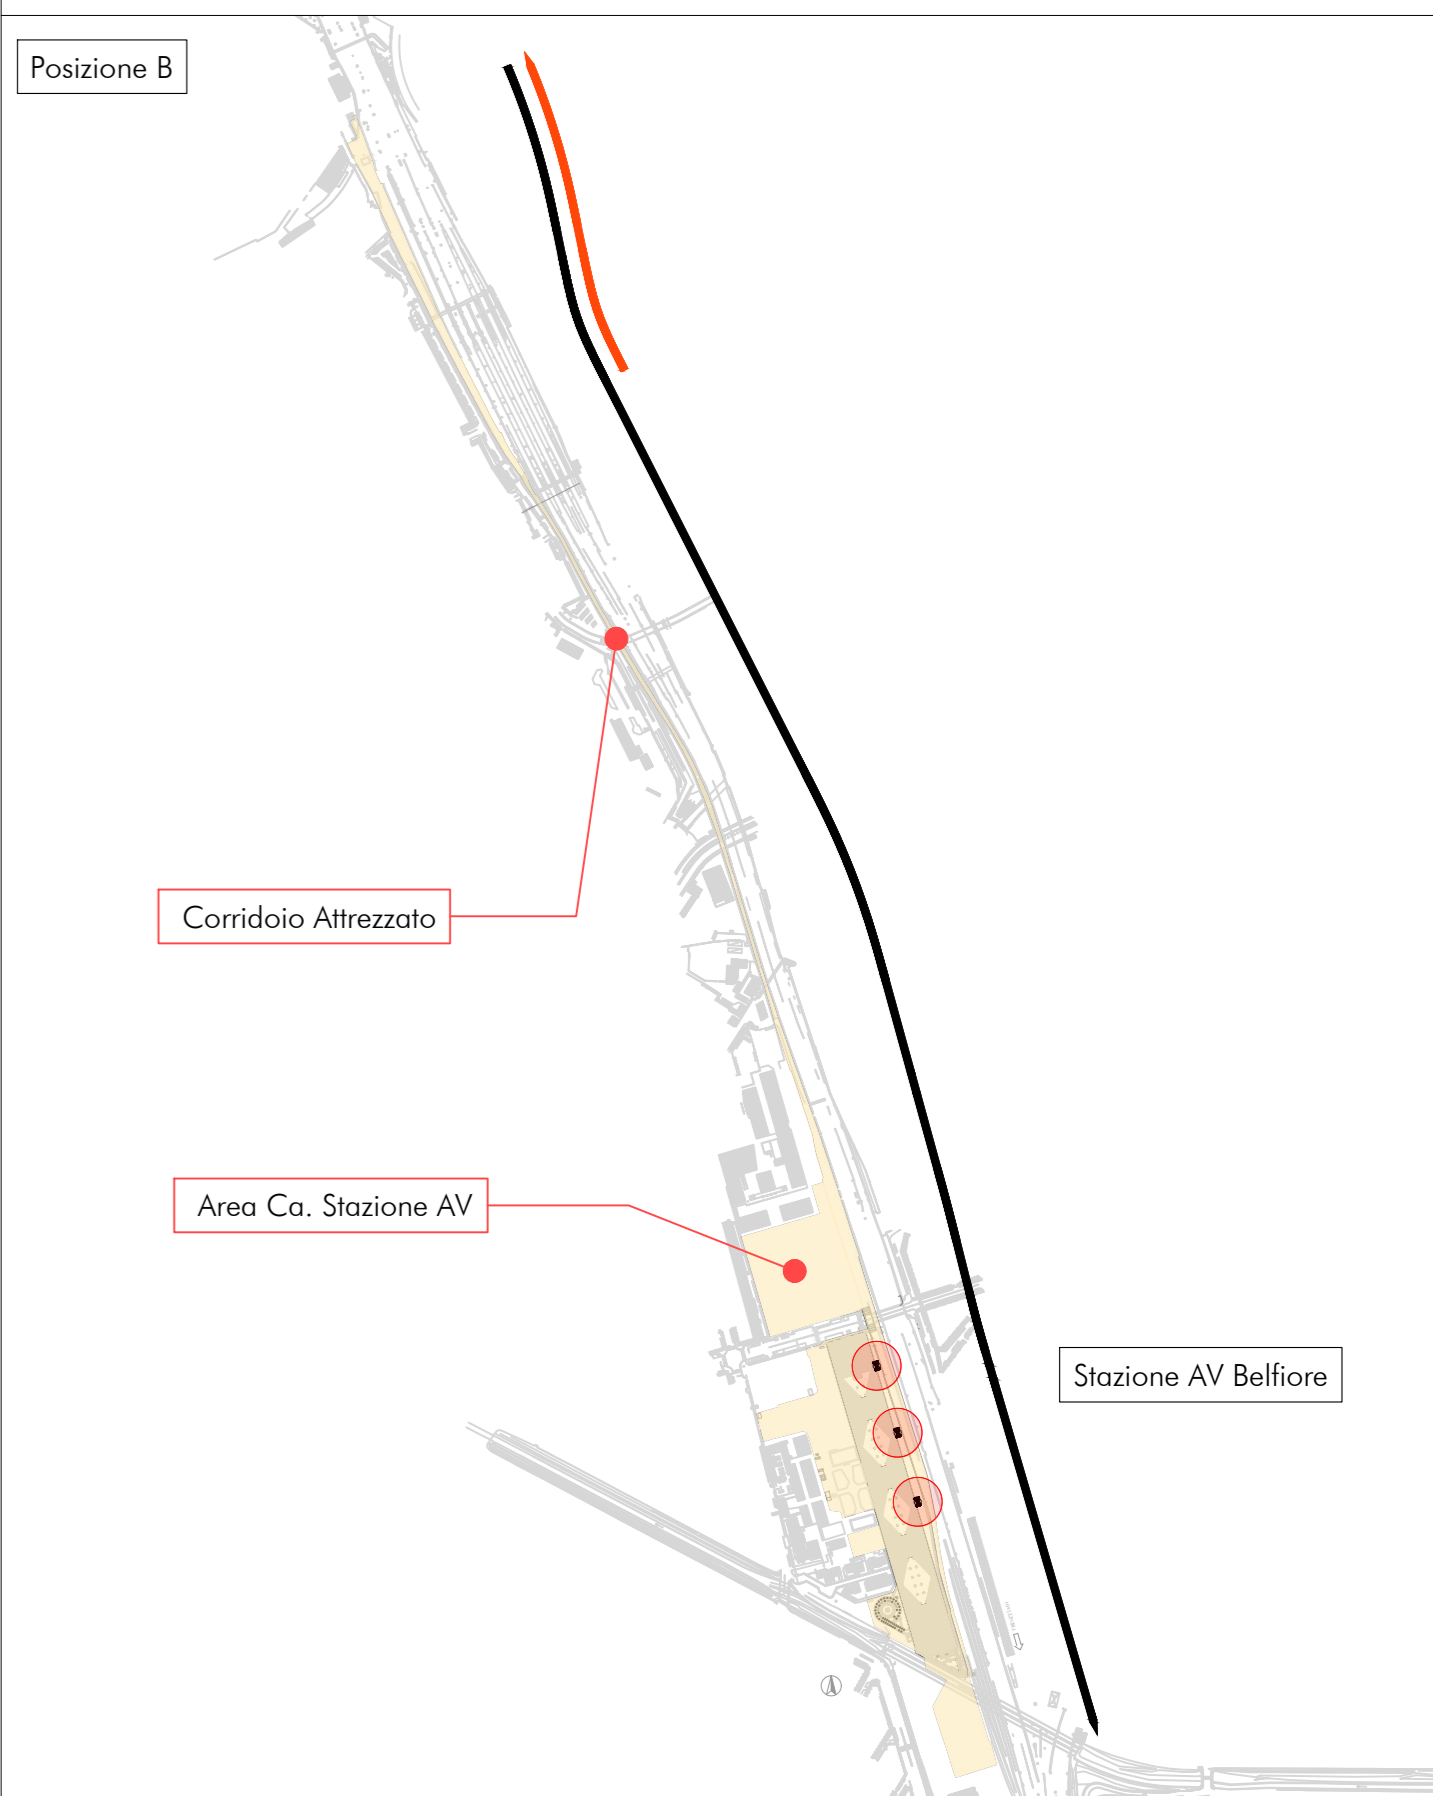 Posizione B
Corridoio Attrezzato
Area Ca. Stazione AV
Stazione AV Belfiore